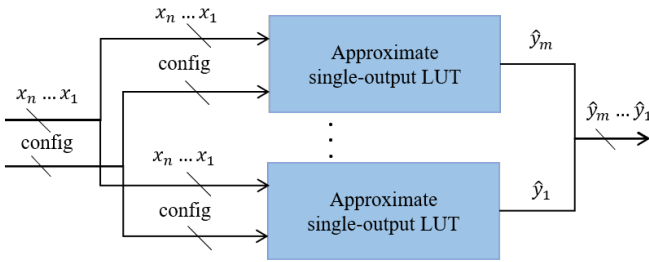 xₙ … x₁
config
xₙ … x₁
config
Approximate
single-output LUT
ŷₘ
⋮
xₙ … x₁
config
Approximate
single-output LUT
ŷ₁
ŷₘ … ŷ₁